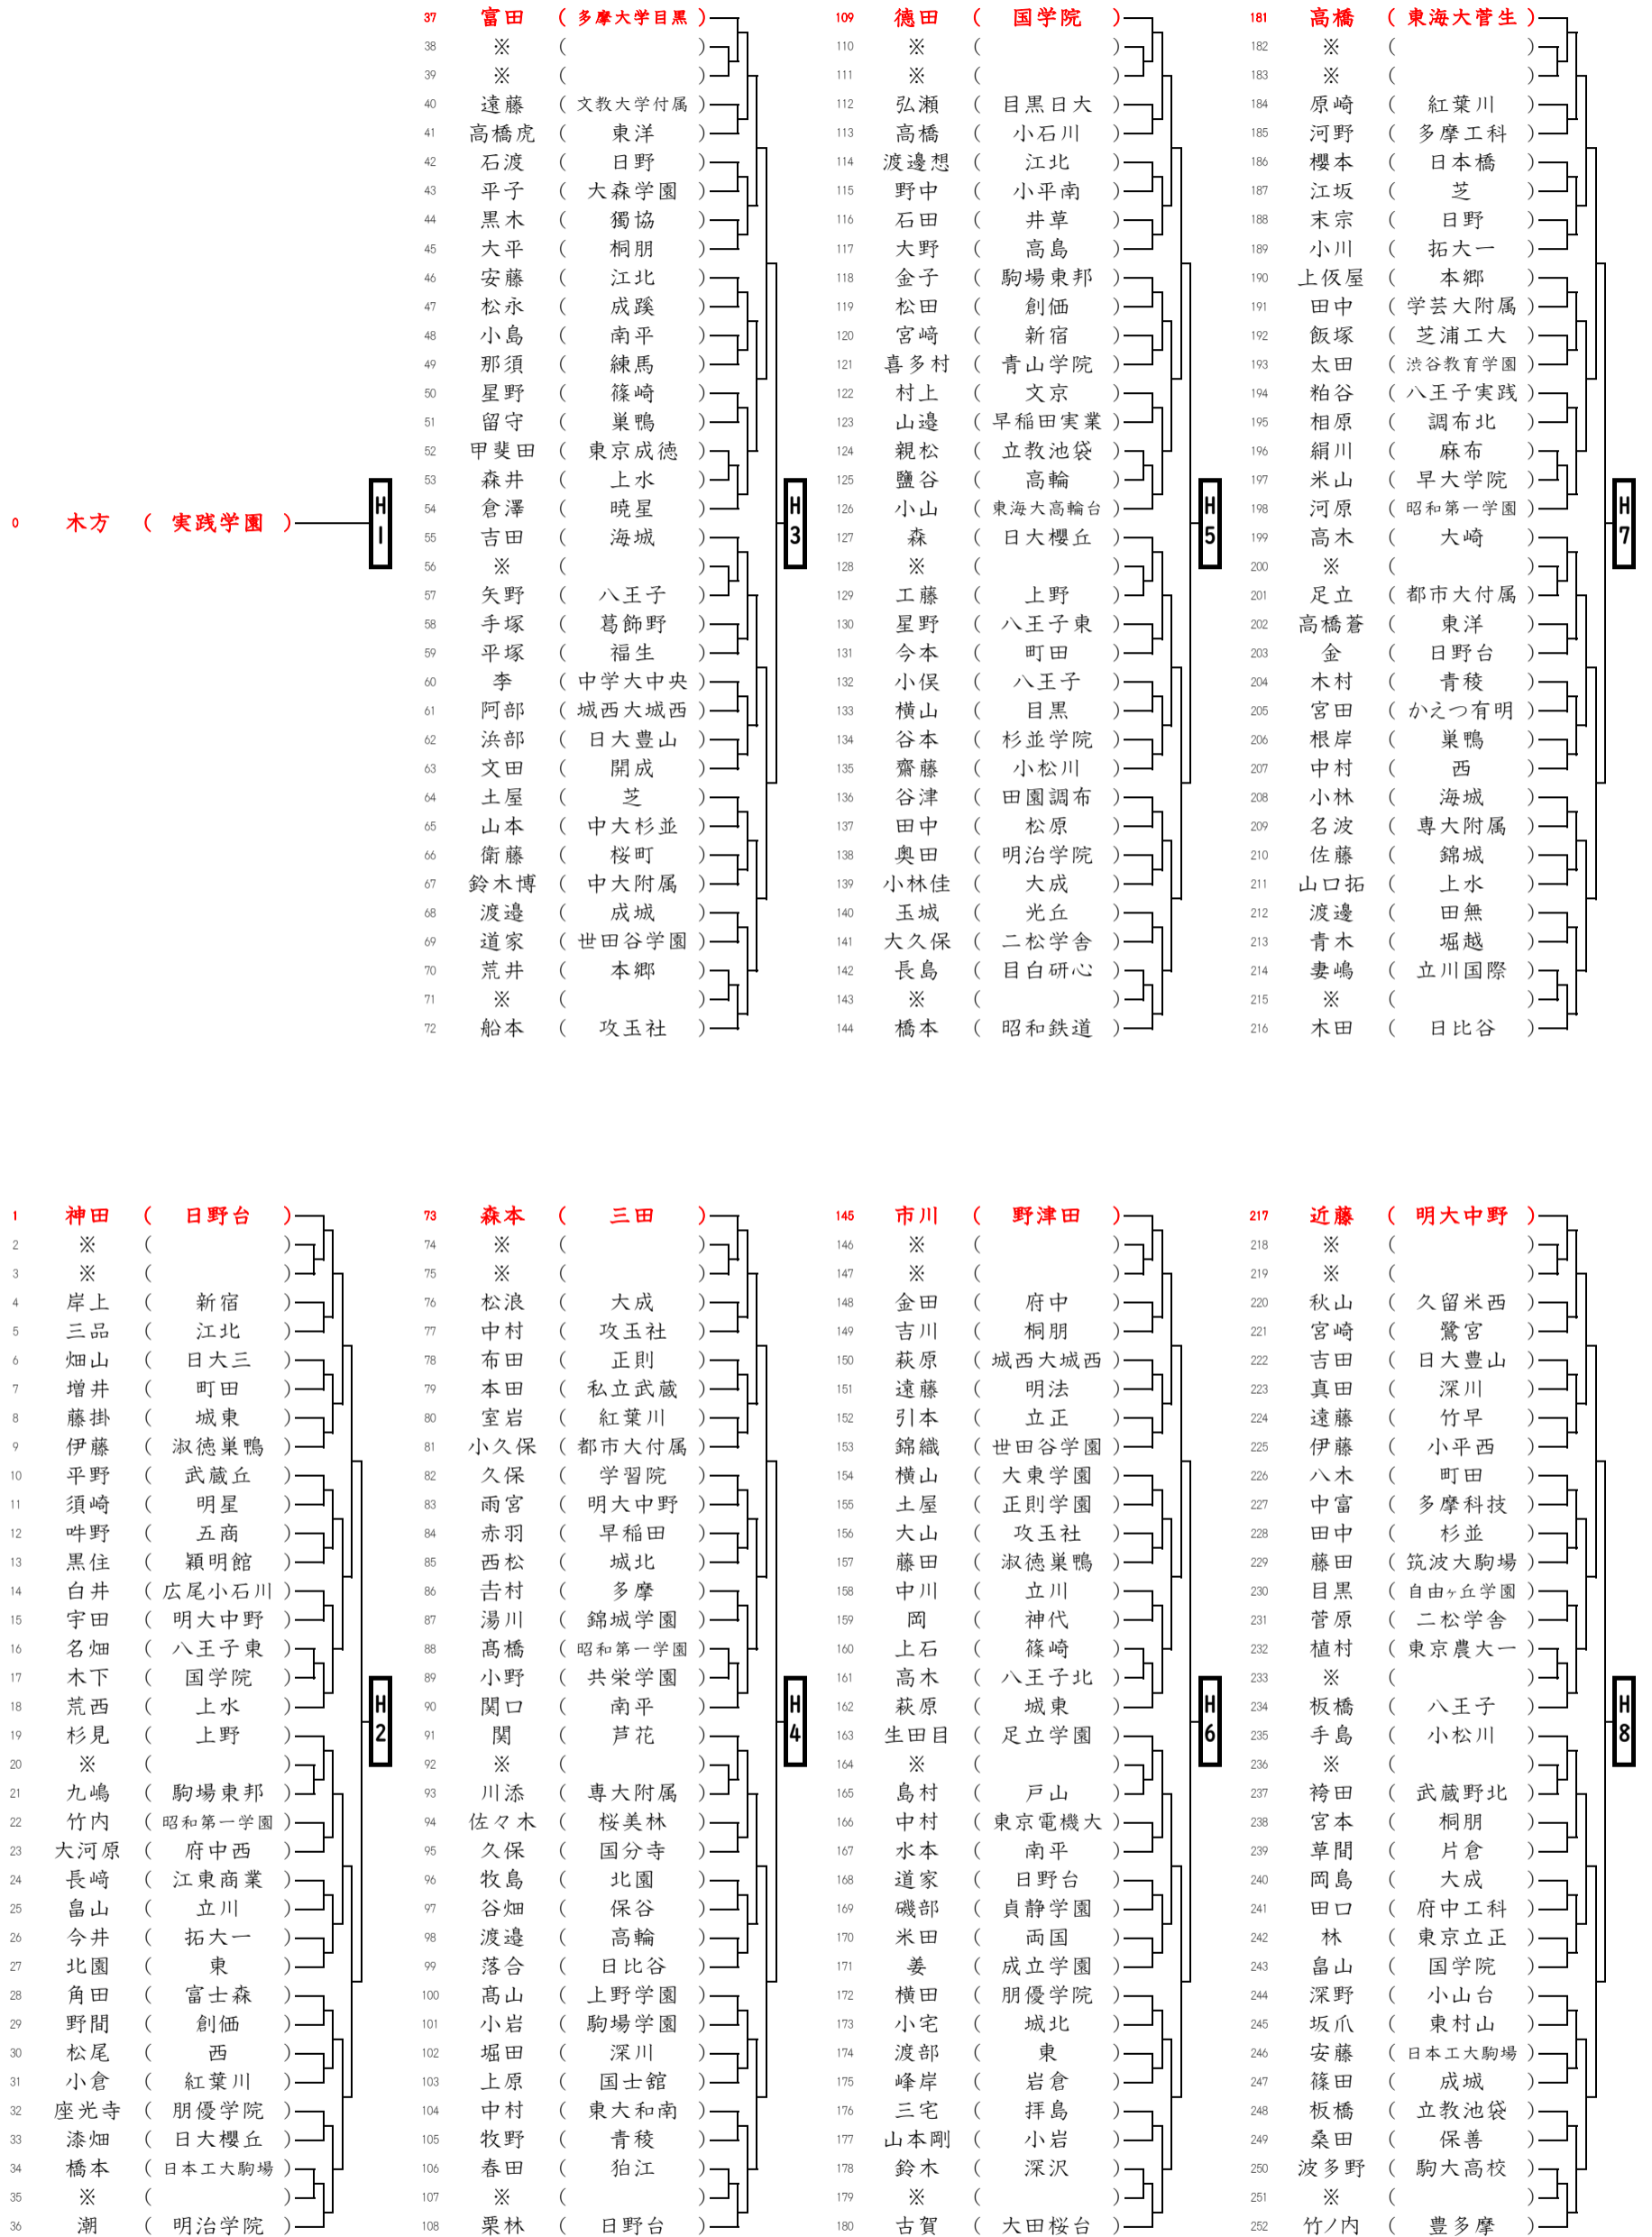 0 木方 ( 実践学園 )
H1
37 富田 ( 多摩大学目黒 )
38 ※ ( )
39 ※ ( )
40 遠藤 ( 文教大学付属 )
41 高橋虎 ( 東洋 )
42 石渡 ( 日野 )
43 平子 ( 大森学園 )
44 黒木 ( 獨協 )
45 大平 ( 桐朋 )
46 安藤 ( 江北 )
47 松永 ( 成蹊 )
48 小島 ( 南平 )
49 那須 ( 練馬 )
50 星野 ( 篠崎 )
51 留守 ( 巣鴨 )
52 甲斐田 ( 東京成徳 )
53 森井 ( 上水 )
54 倉澤 ( 暁星 )
55 吉田 ( 海城 )
56 ※ ( )
57 矢野 ( 八王子 )
58 手塚 ( 葛飾野 )
59 平塚 ( 福生 )
60 李 ( 中学大中央 )
61 阿部 ( 城西大城西 )
62 浜部 ( 日大豊山 )
63 文田 ( 開成 )
64 土屋 ( 芝 )
65 山本 ( 中大杉並 )
66 衛藤 ( 桜町 )
67 鈴木博 ( 中大附属 )
68 渡邉 ( 成城 )
69 道家 ( 世田谷学園 )
70 荒井 ( 本郷 )
71 ※ ( )
72 船本 ( 攻玉社 )
H3
109 徳田 ( 国学院 )
110 ※ ( )
111 ※ ( )
112 弘瀬 ( 目黒日大 )
113 高橋 ( 小石川 )
114 渡邊想 ( 江北 )
115 野中 ( 小平南 )
116 石田 ( 井草 )
117 大野 ( 高島 )
118 金子 ( 駒場東邦 )
119 松田 ( 創価 )
120 宮﨑 ( 新宿 )
121 喜多村 ( 青山学院 )
122 村上 ( 文京 )
123 山邉 ( 早稲田実業 )
124 親松 ( 立教池袋 )
125 鹽谷 ( 高輪 )
126 小山 ( 東海大高輪台 )
127 森 ( 日大櫻丘 )
128 ※ ( )
129 工藤 ( 上野 )
130 星野 ( 八王子東 )
131 今本 ( 町田 )
132 小俣 ( 八王子 )
133 横山 ( 目黒 )
134 谷本 ( 杉並学院 )
135 齋藤 ( 小松川 )
136 谷津 ( 田園調布 )
137 田中 ( 松原 )
138 奥田 ( 明治学院 )
139 小林佳 ( 大成 )
140 玉城 ( 光丘 )
141 大久保 ( 二松学舎 )
142 長島 ( 目白研心 )
143 ※ ( )
144 橋本 ( 昭和鉄道 )
H5
181 高橋 ( 東海大菅生 )
182 ※ ( )
183 ※ ( )
184 原崎 ( 紅葉川 )
185 河野 ( 多摩工科 )
186 櫻本 ( 日本橋 )
187 江坂 ( 芝 )
188 末宗 ( 日野 )
189 小川 ( 拓大一 )
190 上仮屋 ( 本郷 )
191 田中 ( 学芸大附属 )
192 飯塚 ( 芝浦工大 )
193 太田 ( 渋谷教育学園 )
194 粕谷 ( 八王子実践 )
195 相原 ( 調布北 )
196 絹川 ( 麻布 )
197 米山 ( 早大学院 )
198 河原 ( 昭和第一学園 )
199 高木 ( 大崎 )
200 ※ ( )
201 足立 ( 都市大付属 )
202 高橋蒼 ( 東洋 )
203 金 ( 日野台 )
204 木村 ( 青稜 )
205 宮田 ( かえつ有明 )
206 根岸 ( 巣鴨 )
207 中村 ( 西 )
208 小林 ( 海城 )
209 名波 ( 専大附属 )
210 佐藤 ( 錦城 )
211 山口拓 ( 上水 )
212 渡邊 ( 田無 )
213 青木 ( 堀越 )
214 妻嶋 ( 立川国際 )
215 ※ ( )
216 木田 ( 日比谷 )
H7
1 神田 ( 日野台 )
2 ※ ( )
3 ※ ( )
4 岸上 ( 新宿 )
5 三品 ( 江北 )
6 畑山 ( 日大三 )
7 増井 ( 町田 )
8 藤掛 ( 城東 )
9 伊藤 ( 淑徳巣鴨 )
10 平野 ( 武蔵丘 )
11 須崎 ( 明星 )
12 吽野 ( 五商 )
13 黒住 ( 穎明館 )
14 白井 ( 広尾小石川 )
15 宇田 ( 明大中野 )
16 名畑 ( 八王子東 )
17 木下 ( 国学院 )
18 荒西 ( 上水 )
19 杉見 ( 上野 )
20 ※ ( )
21 九嶋 ( 駒場東邦 )
22 竹内 ( 昭和第一学園 )
23 大河原 ( 府中西 )
24 長﨑 ( 江東商業 )
25 畠山 ( 立川 )
26 今井 ( 拓大一 )
27 北園 ( 東 )
28 角田 ( 富士森 )
29 野間 ( 創価 )
30 松尾 ( 西 )
31 小倉 ( 紅葉川 )
32 座光寺 ( 朋優学院 )
33 漆畑 ( 日大櫻丘 )
34 橋本 ( 日本工大駒場 )
35 ※ ( )
36 潮 ( 明治学院 )
H2
73 森本 ( 三田 )
74 ※ ( )
75 ※ ( )
76 松浪 ( 大成 )
77 中村 ( 攻玉社 )
78 布田 ( 正則 )
79 本田 ( 私立武蔵 )
80 室岩 ( 紅葉川 )
81 小久保 ( 都市大付属 )
82 久保 ( 学習院 )
83 雨宮 ( 明大中野 )
84 赤羽 ( 早稲田 )
85 西松 ( 城北 )
86 吉村 ( 多摩 )
87 湯川 ( 錦城学園 )
88 髙橋 ( 昭和第一学園 )
89 小野 ( 共栄学園 )
90 関口 ( 南平 )
91 関 ( 芦花 )
92 ※ ( )
93 川添 ( 専大附属 )
94 佐々木 ( 桜美林 )
95 久保 ( 国分寺 )
96 牧島 ( 北園 )
97 谷畑 ( 保谷 )
98 渡邉 ( 高輪 )
99 落合 ( 日比谷 )
100 髙山 ( 上野学園 )
101 小岩 ( 駒場学園 )
102 堀田 ( 深川 )
103 上原 ( 国士舘 )
104 中村 ( 東大和南 )
105 牧野 ( 青稜 )
106 春田 ( 狛江 )
107 ※ ( )
108 栗林 ( 日野台 )
H4
145 市川 ( 野津田 )
146 ※ ( )
147 ※ ( )
148 金田 ( 府中 )
149 吉川 ( 桐朋 )
150 萩原 ( 城西大城西 )
151 遠藤 ( 明法 )
152 引本 ( 立正 )
153 錦織 ( 世田谷学園 )
154 横山 ( 大東学園 )
155 土屋 ( 正則学園 )
156 大山 ( 攻玉社 )
157 藤田 ( 淑徳巣鴨 )
158 中川 ( 立川 )
159 岡 ( 神代 )
160 上石 ( 篠崎 )
161 高木 ( 八王子北 )
162 萩原 ( 城東 )
163 生田目 ( 足立学園 )
164 ※ ( )
165 島村 ( 戸山 )
166 中村 ( 東京電機大 )
167 水本 ( 南平 )
168 道家 ( 日野台 )
169 磯部 ( 貞静学園 )
170 米田 ( 両国 )
171 姜 ( 成立学園 )
172 横田 ( 朋優学院 )
173 小宅 ( 城北 )
174 渡部 ( 東 )
175 峰岸 ( 岩倉 )
176 三宅 ( 拝島 )
177 山本剛 ( 小岩 )
178 鈴木 ( 深沢 )
179 ※ ( )
180 古賀 ( 大田桜台 )
H6
217 近藤 ( 明大中野 )
218 ※ ( )
219 ※ ( )
220 秋山 ( 久留米西 )
221 宮崎 ( 鷺宮 )
222 吉田 ( 日大豊山 )
223 真田 ( 深川 )
224 遠藤 ( 竹早 )
225 伊藤 ( 小平西 )
226 八木 ( 町田 )
227 中富 ( 多摩科技 )
228 田中 ( 杉並 )
229 藤田 ( 筑波大駒場 )
230 目黒 ( 自由ヶ丘学園 )
231 菅原 ( 二松学舎 )
232 植村 ( 東京農大一 )
233 ※ ( )
234 板橋 ( 八王子 )
235 手島 ( 小松川 )
236 ※ ( )
237 袴田 ( 武蔵野北 )
238 宮本 ( 桐朋 )
239 草間 ( 片倉 )
240 岡島 ( 大成 )
241 田口 ( 府中工科 )
242 林 ( 東京立正 )
243 畠山 ( 国学院 )
244 深野 ( 小山台 )
245 坂爪 ( 東村山 )
246 安藤 ( 日本工大駒場 )
247 篠田 ( 成城 )
248 板橋 ( 立教池袋 )
249 桑田 ( 保善 )
250 波多野 ( 駒大高校 )
251 ※ ( )
252 竹ノ内 ( 豊多摩 )
H8